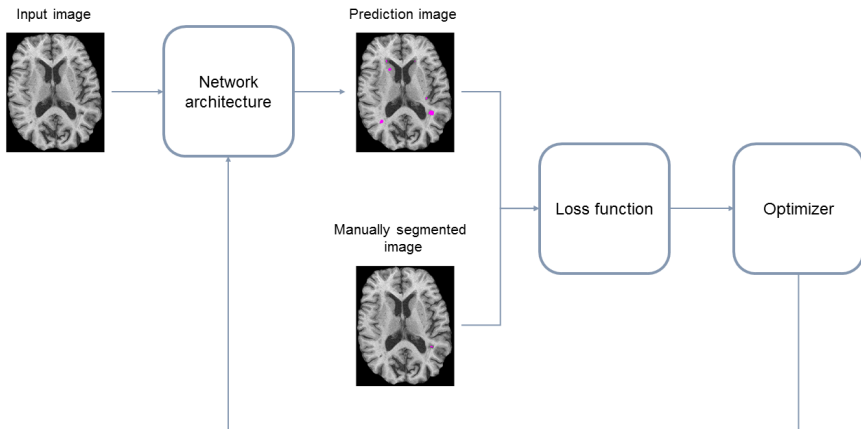 Input image
Prediction image
Network
architecture
Manually segmented
image
Loss function
Optimizer